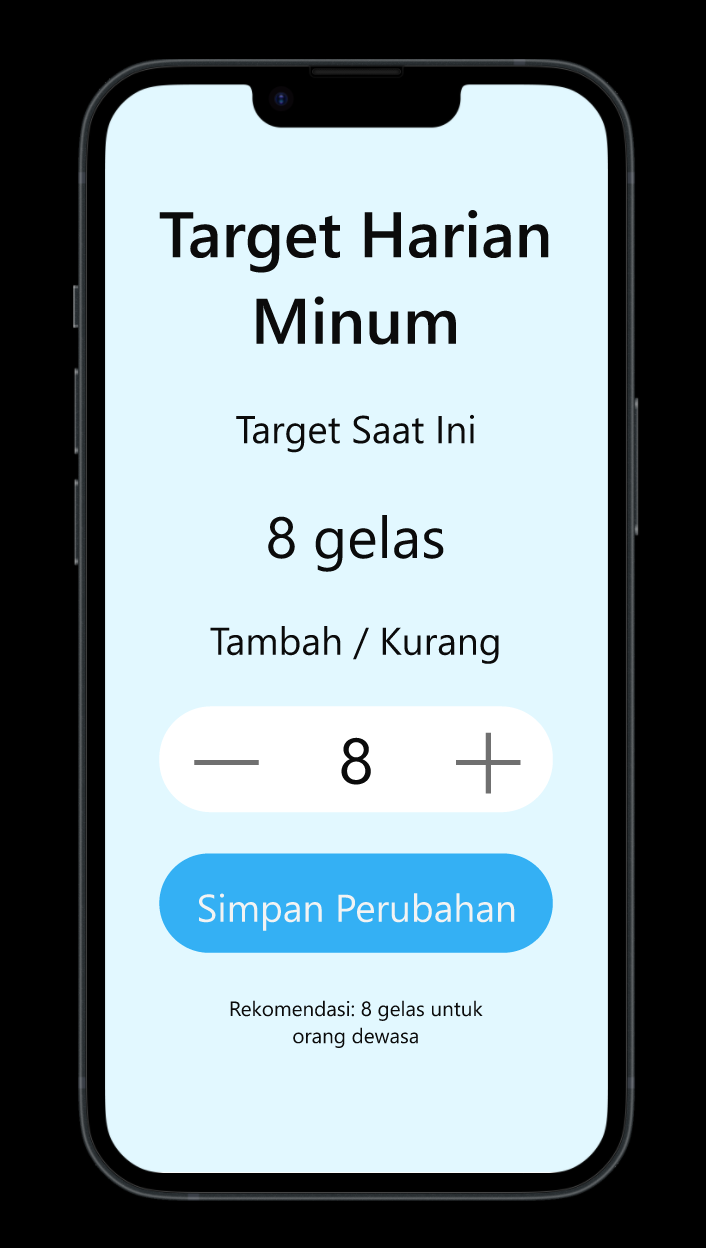 Target Harian
Minum
Target Saat Ini
8 gelas
Tambah / Kurang
8
Simpan Perubahan
Rekomendasi: 8 gelas untuk
orang dewasa